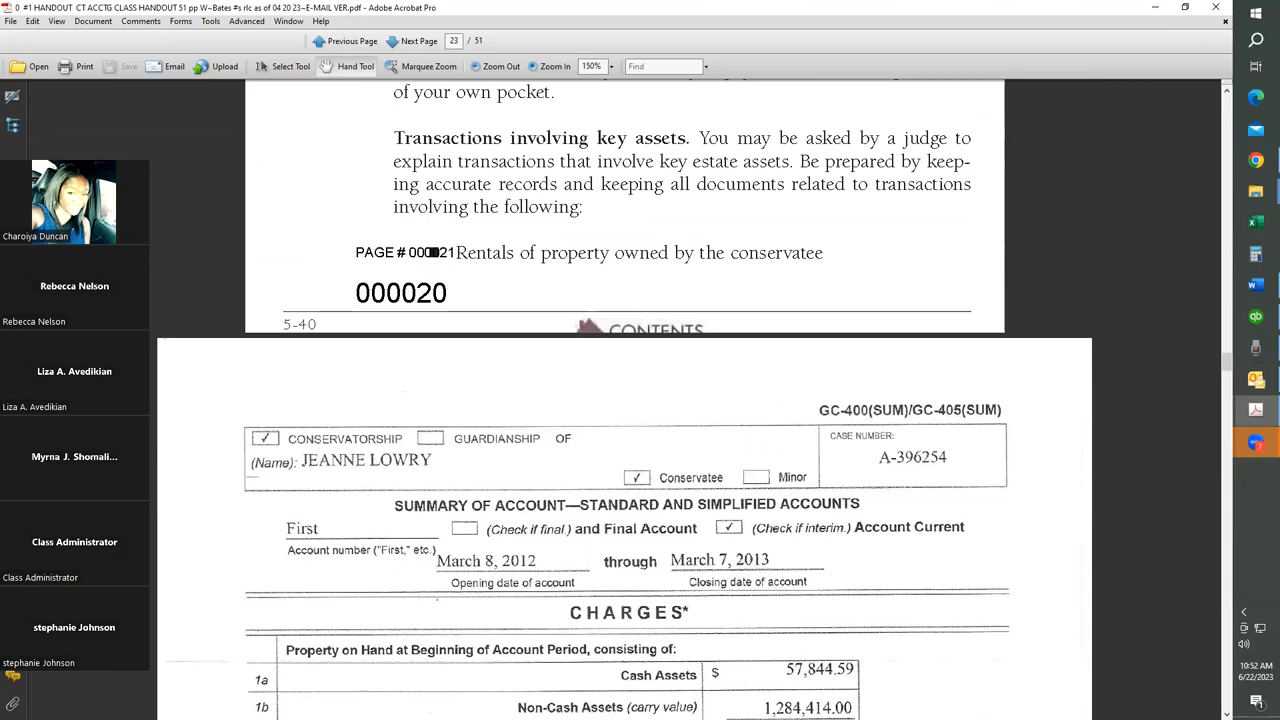 0 #1 HANDOUT CT ACCTG CLASS HANDOUT 51 pp W~Bates #s rlc as of 04 20 23~E-MAIL VER.pdf - Adobe Acrobat Pro
File Edit View Document Comments Forms Tools Advanced Window Help
Previous Page Next Page 23 / 51
Open Print Save Email Upload Select Tool Hand Tool Marquee Zoom Zoom Out Zoom In 150% Find
of your own pocket.
Transactions involving key assets. You may be asked by a judge to
explain transactions that involve key estate assets. Be prepared by keep-
ing accurate records and keeping all documents related to transactions
involving the following:
PAGE # 000021 Rentals of property owned by the conservatee
000020
5-40 CONTENTS
Charoiya Duncan
Rebecca Nelson
Rebecca Nelson
Liza A. Avedikian
Liza A. Avedikian
Myrna J. Shomali...
Class Administrator
Class Administrator
stephanie Johnson
stephanie Johnson
GC-400(SUM)/GC-405(SUM)
✓ CONSERVATORSHIP GUARDIANSHIP OF
CASE NUMBER:
(Name): JEANNE LOWRY
A-396254
✓ Conservatee Minor
SUMMARY OF ACCOUNT—STANDARD AND SIMPLIFIED ACCOUNTS
First (Check if final.) and Final Account ✓ (Check if interim.) Account Current
Account number ("First," etc.)
March 8, 2012 through March 7, 2013
Opening date of account Closing date of account
CHARGES*
Property on Hand at Beginning of Account Period, consisting of:
1a Cash Assets $ 57,844.59
1b Non-Cash Assets (carry value) 1,284,414.00
10:52 AM
6/22/2023